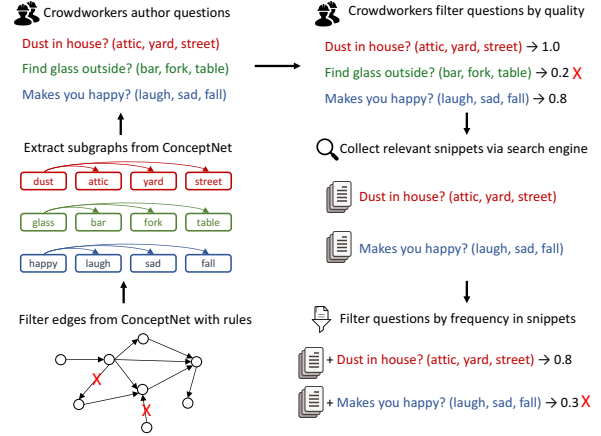 Crowdworkers author questions
Dust in house? (attic, yard, street)
Find glass outside? (bar, fork, table)
Makes you happy? (laugh, sad, fall)
Extract subgraphs from ConceptNet
dust attic yard street
glass bar fork table
happy laugh sad fall
Filter edges from ConceptNet with rules
X
X
Crowdworkers filter questions by quality
Dust in house? (attic, yard, street) → 1.0
Find glass outside? (bar, fork, table) → 0.2 X
Makes you happy? (laugh, sad, fall) → 0.8
Collect relevant snippets via search engine
Dust in house? (attic, yard, street)
Makes you happy? (laugh, sad, fall)
Filter questions by frequency in snippets
+ Dust in house? (attic, yard, street) → 0.8
+ Makes you happy? (laugh, sad, fall) → 0.3 X